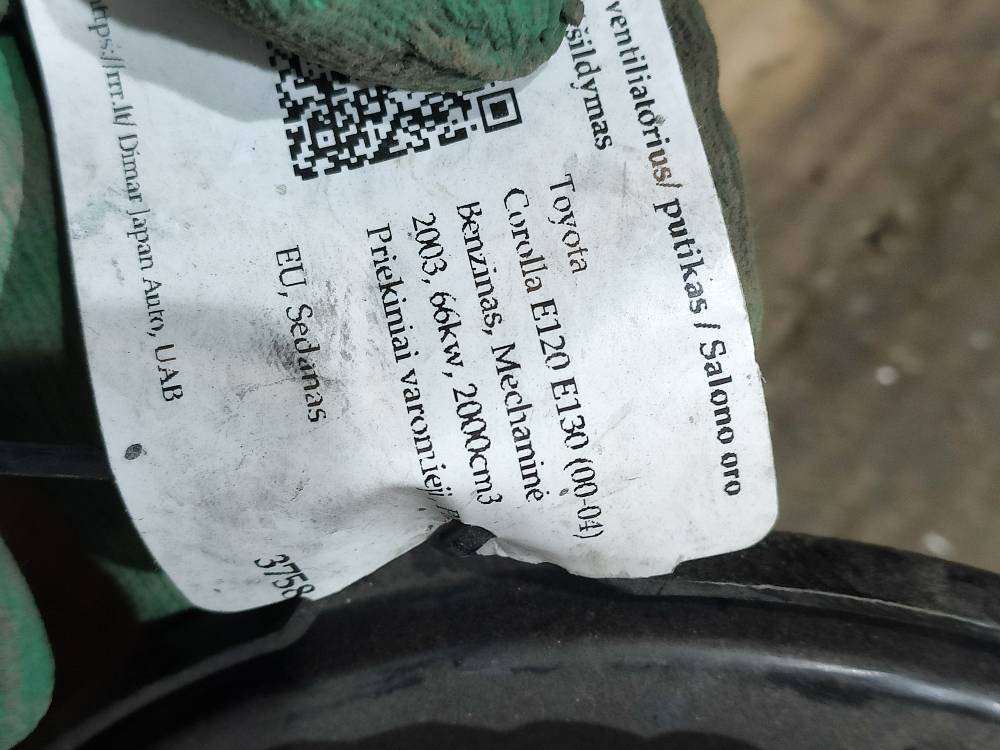 ventiliatorius/ putikas / Salono oro
šildymas
Toyota
Corolla E120 E130 (00-04)
Benzinas, Mechaninė
2003, 66kw, 2000cm3
Priekiniai varomieji,
EU, Sedanas
3758
https://rrr.lt/ Dimar Japan Auto, UAB